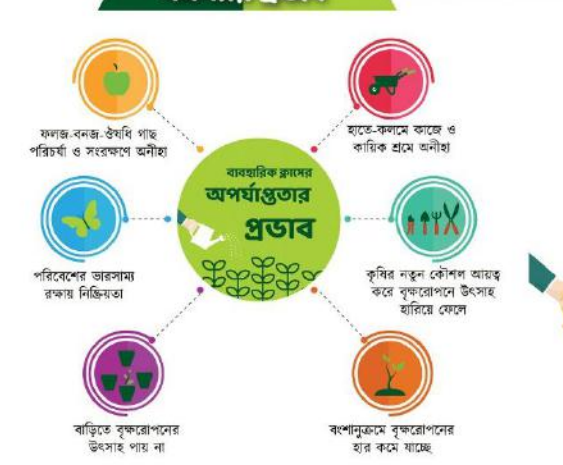 ব্যবহারিক ক্লাসের
অপর্যাপ্ততার
প্রভাব
ফলজ-বনজ-ঔষধি গাছ
পরিচর্যা ও সংরক্ষণে অনীহা
হাতে-কলমে কাজে ও
কায়িক শ্রমে অনীহা
পরিবেশের ভারসাম্য
রক্ষায় নিষ্ক্রিয়তা
কৃষির নতুন কৌশল আয়ত্ব
করে বৃক্ষরোপনে উৎসাহ
হারিয়ে ফেলে
বাড়িতে বৃক্ষরোপনের
উৎসাহ পায় না
বংশানুক্রমে বৃক্ষরোপনের
হার কমে যাচ্ছে